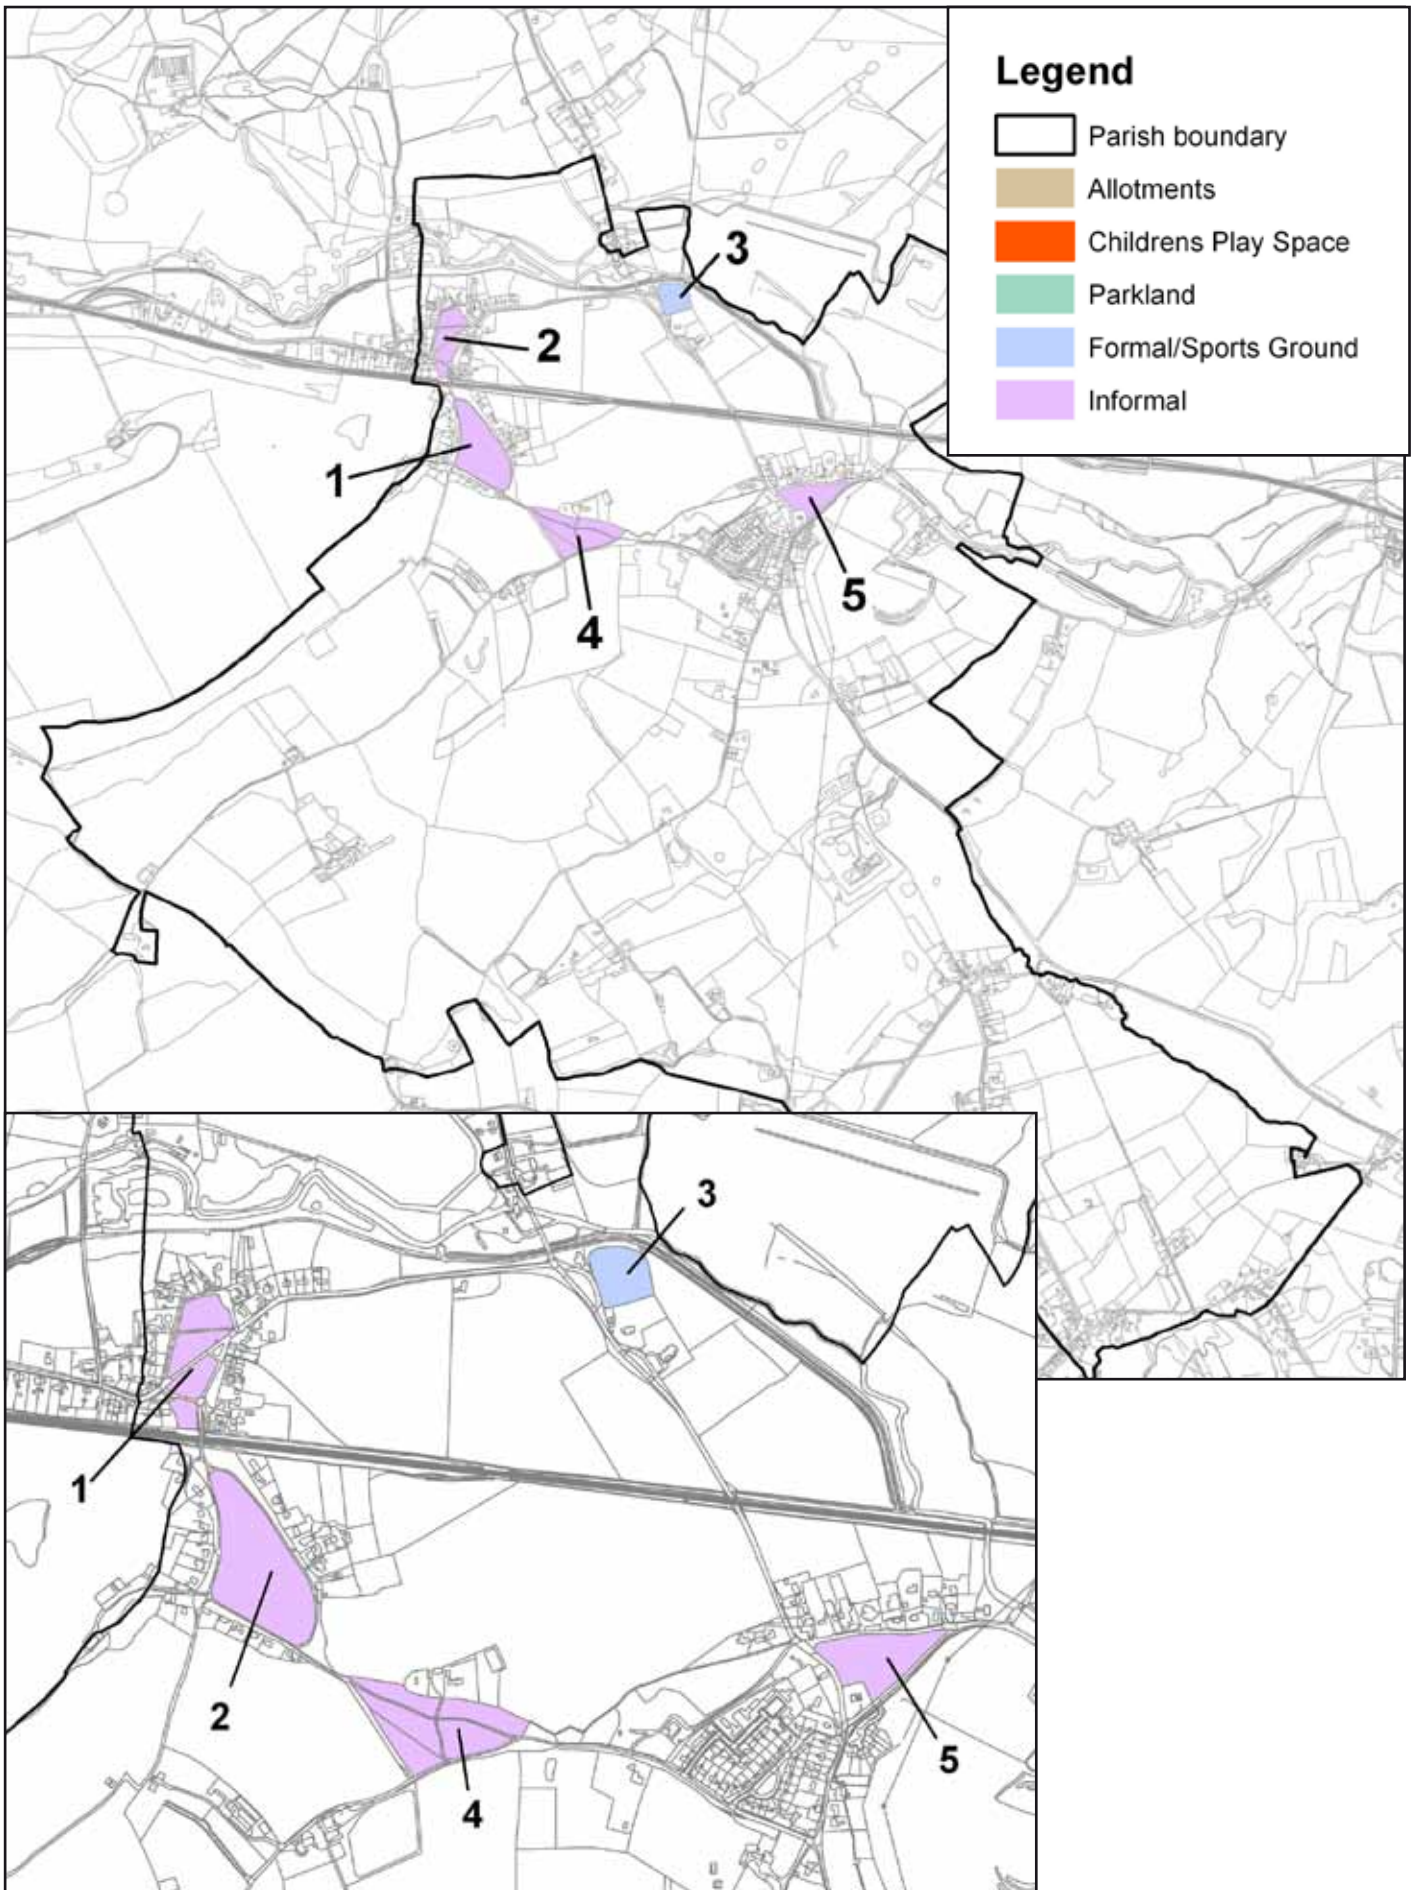 Legend
Parish boundary
Allotments
Childrens Play Space
Parkland
Formal/Sports Ground
Informal
3
2
1
5
4
3
1
2
5
4